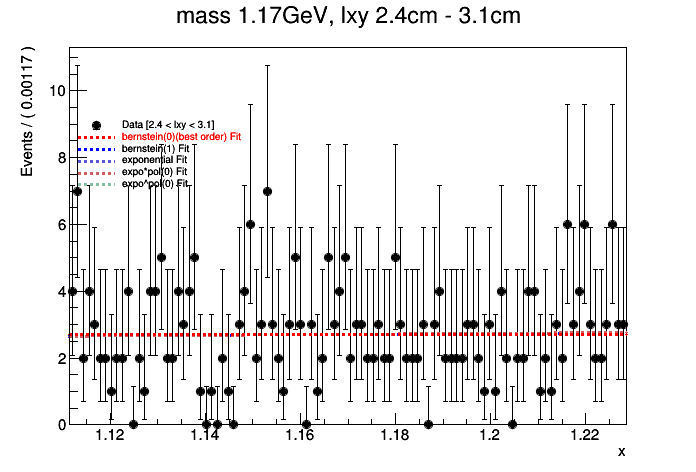 mass 1.17GeV, lxy 2.4cm - 3.1cm
Events / ( 0.00117 )
10
8
6
4
2
0
Data [2.4 < lxy < 3.1]
bernstein(0)(best order) Fit
bernstein(1) Fit
exponential Fit
expo*pol(0) Fit
expo^pol(0) Fit
1.12 1.14 1.16 1.18 1.2 1.22
x